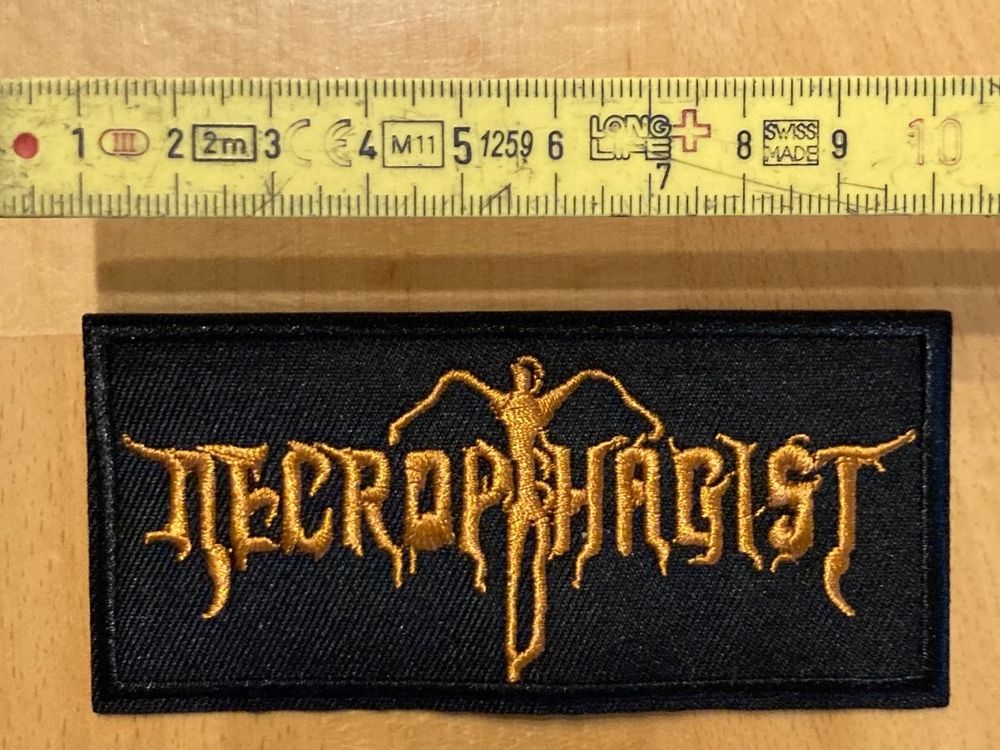 1 III 2 2m 3 CE 4 M11 5 1259 6 LONG LIFE + 7 8 SWISS MADE 9 10
NECROPHAGIST